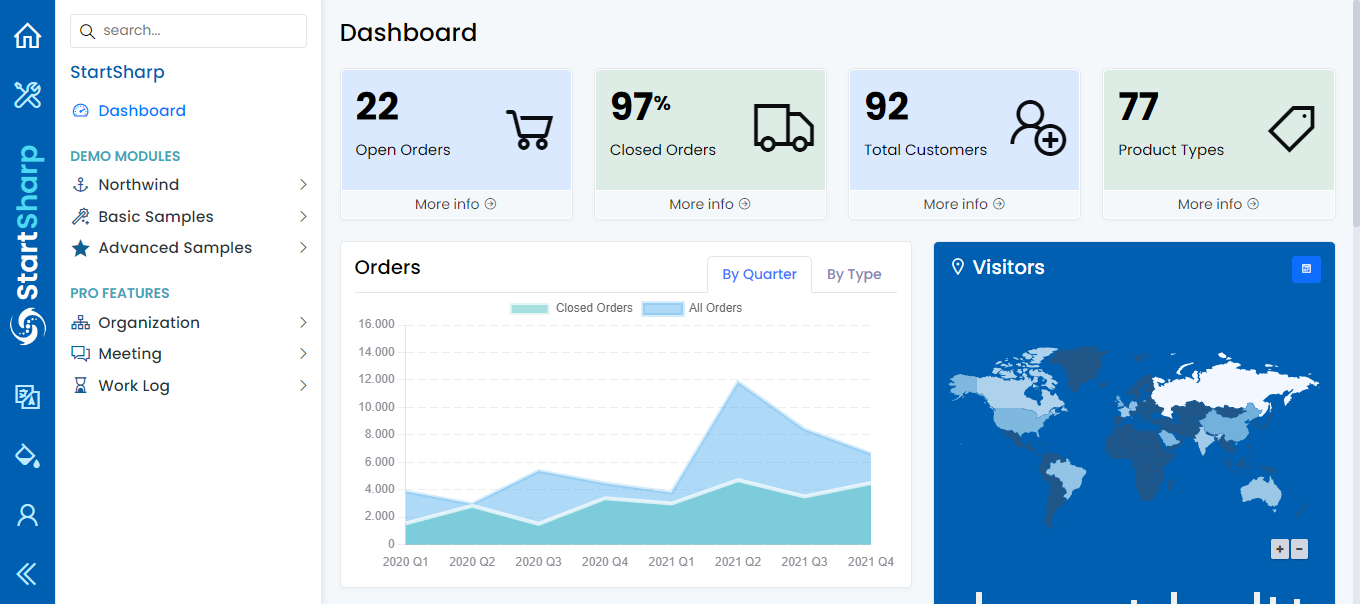 search...
StartSharp
Dashboard
DEMO MODULES
Northwind
Basic Samples
Advanced Samples
PRO FEATURES
Organization
Meeting
Work Log
StartSharp
Dashboard
22
Open Orders
More info
97%
Closed Orders
More info
92
Total Customers
More info
77
Product Types
More info
Orders
By Quarter
By Type
Closed Orders
All Orders
16.000
14.000
12.000
10.000
8.000
6.000
4.000
2.000
0
2020 Q1
2020 Q2
2020 Q3
2020 Q4
2021 Q1
2021 Q2
2021 Q3
2021 Q4
Visitors
+
−